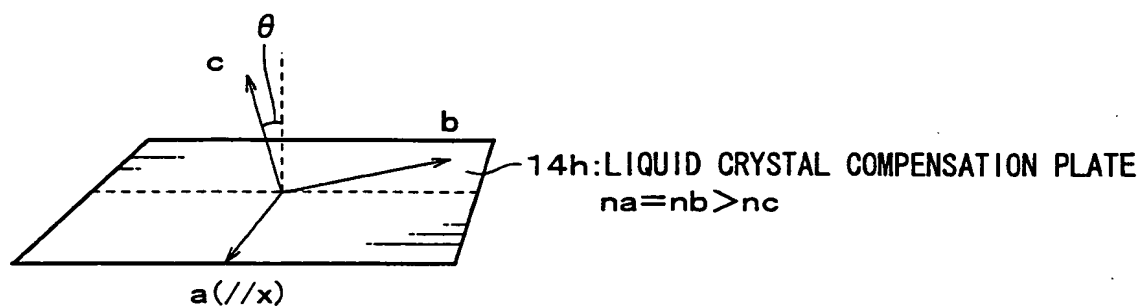 θ
c
b
14h:LIQUID CRYSTAL COMPENSATION PLATE
na=nb>nc
a(//x)